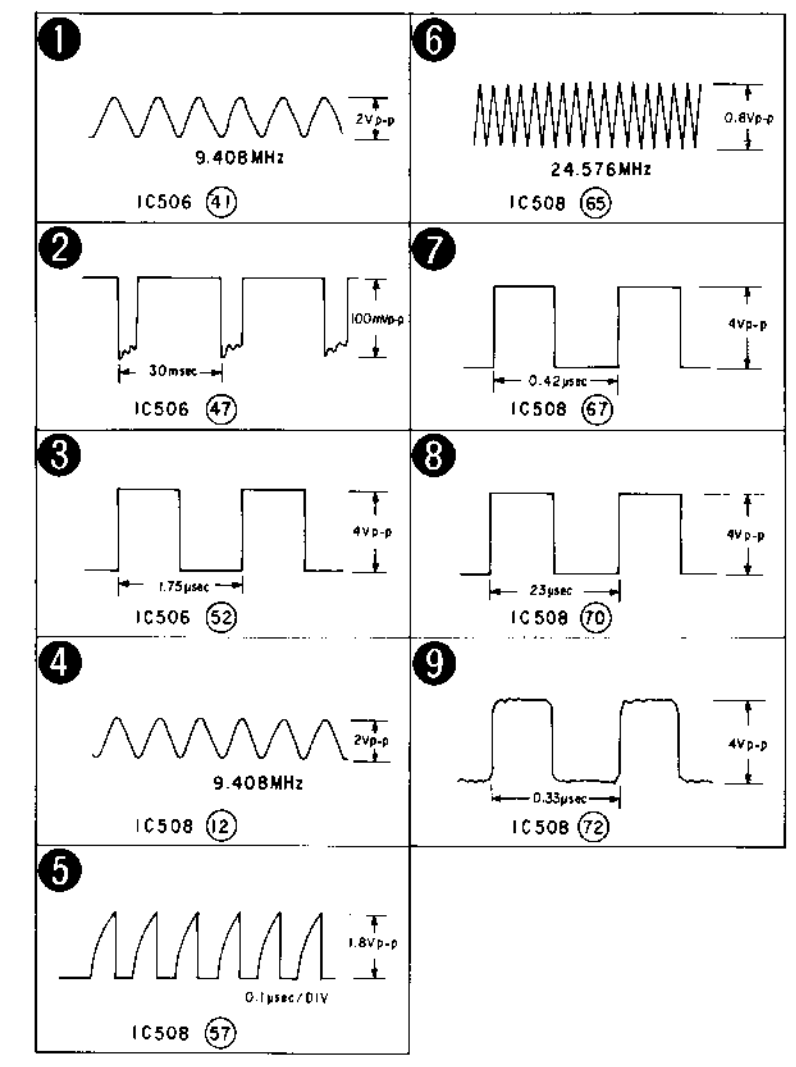 1
2Vp-p
9.408MHz
IC506 41
2
100mVp-p
30msec
IC506 47
3
4Vp-p
1.75μsec
IC506 52
4
2Vp-p
9.408MHz
IC508 12
5
1.8Vp-p
0.1μsec/DIV
IC508 57
6
0.8Vp-p
24.576MHz
IC508 65
7
4Vp-p
0.42μsec
IC508 67
8
4Vp-p
23μsec
IC508 70
9
4Vp-p
0.33μsec
IC508 72